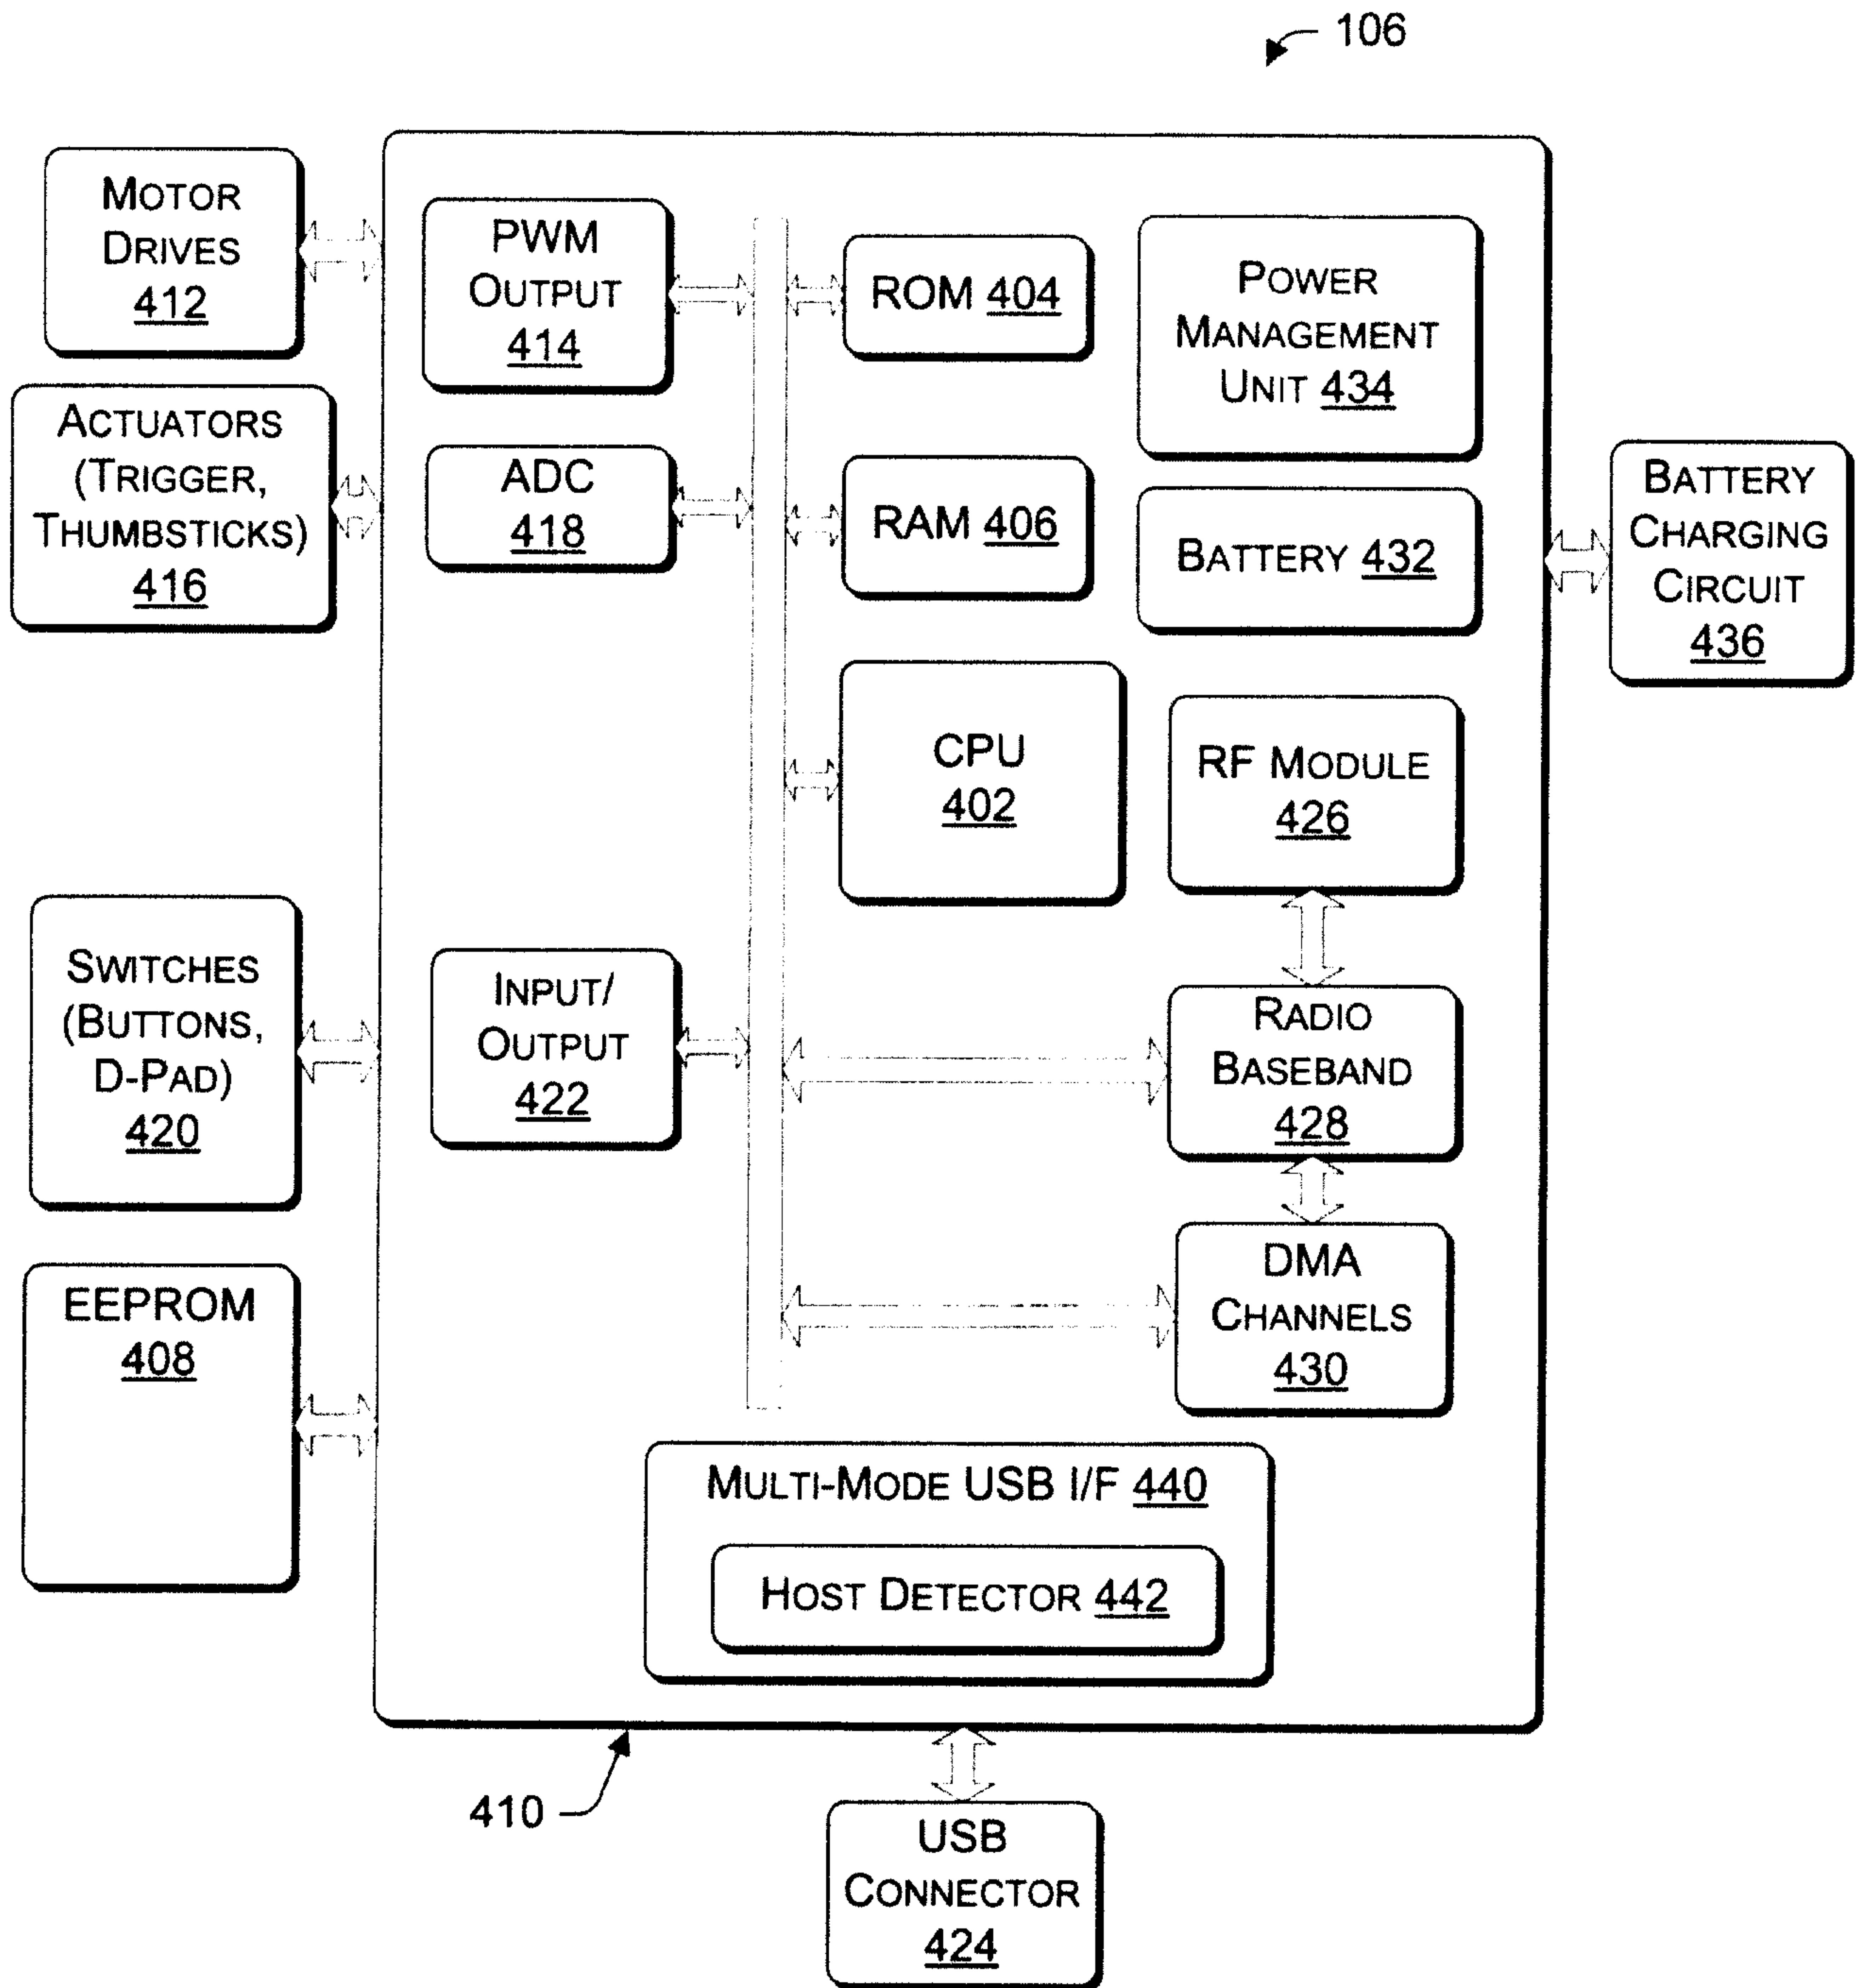 106
MOTOR
DRIVES
412
ACTUATORS
(TRIGGER,
THUMBSTICKS)
416
SWITCHES
(BUTTONS,
D-PAD)
420
EEPROM
408
PWM
OUTPUT
414
ADC
418
INPUT/
OUTPUT
422
ROM 404
RAM 406
CPU
402
POWER
MANAGEMENT
UNIT 434
BATTERY 432
RF MODULE
426
RADIO
BASEBAND
428
DMA
CHANNELS
430
BATTERY
CHARGING
CIRCUIT
436
MULTI-MODE USB I/F 440
HOST DETECTOR 442
410
USB
CONNECTOR
424